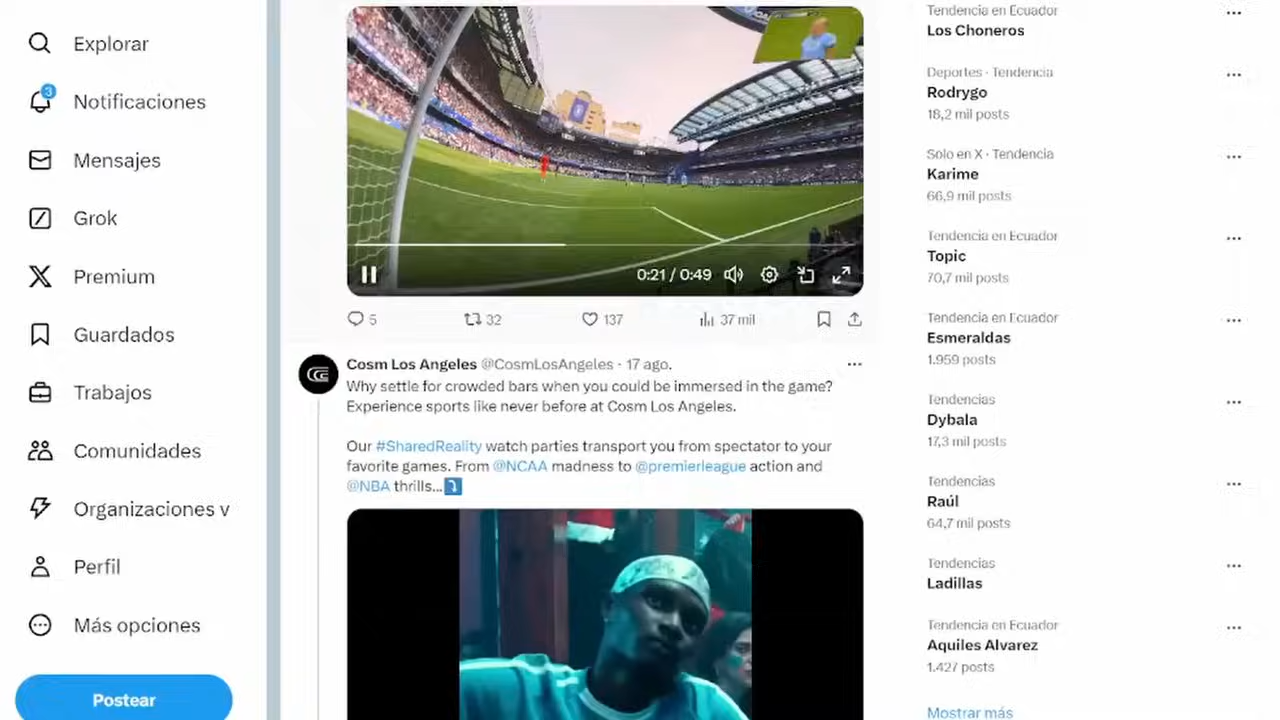 Explorar
3
Notificaciones
Mensajes
Grok
Premium
Guardados
Trabajos
Comunidades
Organizaciones v
Perfil
Más opciones
Postear
0:21 / 0:49
5
32
137
37 mil
Cosm Los Angeles @CosmLosAngeles · 17 ago.
Why settle for crowded bars when you could be immersed in the game?
Experience sports like never before at Cosm Los Angeles.
Our #SharedReality watch parties transport you from spectator to your
favorite games. From @NCAA madness to @premierleague action and
@NBA thrills...⤵️
Tendencia en Ecuador
Los Choneros
Deportes · Tendencia
Rodrygo
18,2 mil posts
Solo en X · Tendencia
Karime
66,9 mil posts
Tendencia en Ecuador
Topic
70,7 mil posts
Tendencia en Ecuador
Esmeraldas
1.959 posts
Tendencias
Dybala
17,3 mil posts
Tendencias
Raúl
64,7 mil posts
Tendencias
Ladillas
Tendencia en Ecuador
Aquiles Alvarez
1.427 posts
Mostrar más